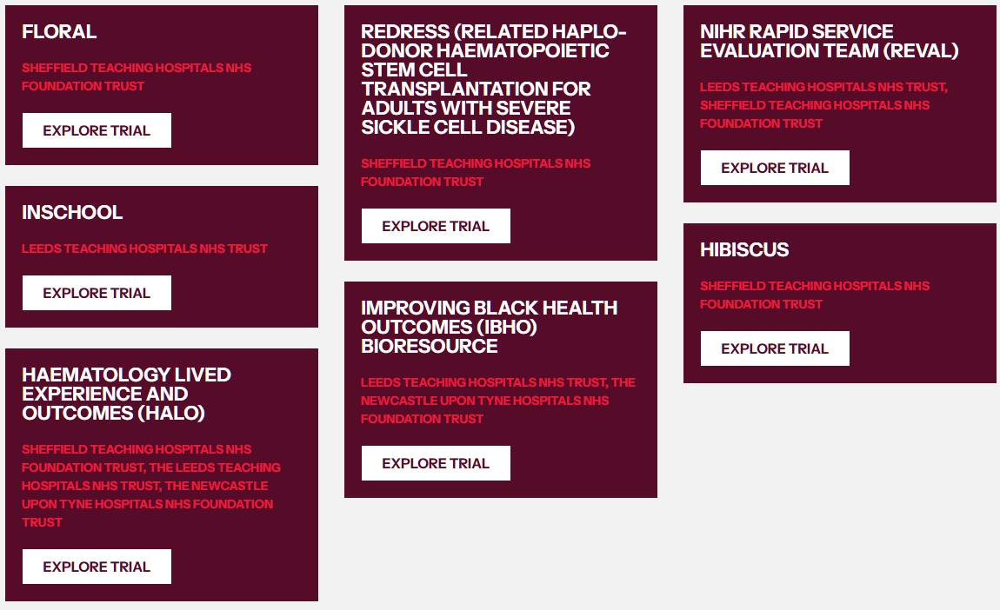 FLORAL
SHEFFIELD TEACHING HOSPITALS NHS
FOUNDATION TRUST
EXPLORE TRIAL
INSCHOOL
LEEDS TEACHING HOSPITALS NHS TRUST
EXPLORE TRIAL
HAEMATOLOGY LIVED
EXPERIENCE AND
OUTCOMES (HALO)
SHEFFIELD TEACHING HOSPITALS NHS
FOUNDATION TRUST, THE LEEDS TEACHING
HOSPITALS NHS TRUST, THE NEWCASTLE
UPON TYNE HOSPITALS NHS FOUNDATION
TRUST
EXPLORE TRIAL
REDRESS (RELATED HAPLO-
DONOR HAEMATOPOIETIC
STEM CELL
TRANSPLANTATION FOR
ADULTS WITH SEVERE
SICKLE CELL DISEASE)
SHEFFIELD TEACHING HOSPITALS NHS
FOUNDATION TRUST
EXPLORE TRIAL
IMPROVING BLACK HEALTH
OUTCOMES (IBHO)
BIORESOURCE
LEEDS TEACHING HOSPITALS NHS TRUST, THE
NEWCASTLE UPON TYNE HOSPITALS NHS
FOUNDATION TRUST
EXPLORE TRIAL
NIHR RAPID SERVICE
EVALUATION TEAM (REVAL)
LEEDS TEACHING HOSPITALS NHS TRUST,
SHEFFIELD TEACHING HOSPITALS NHS
FOUNDATION TRUST
EXPLORE TRIAL
HIBISCUS
SHEFFIELD TEACHING HOSPITALS NHS
FOUNDATION TRUST
EXPLORE TRIAL